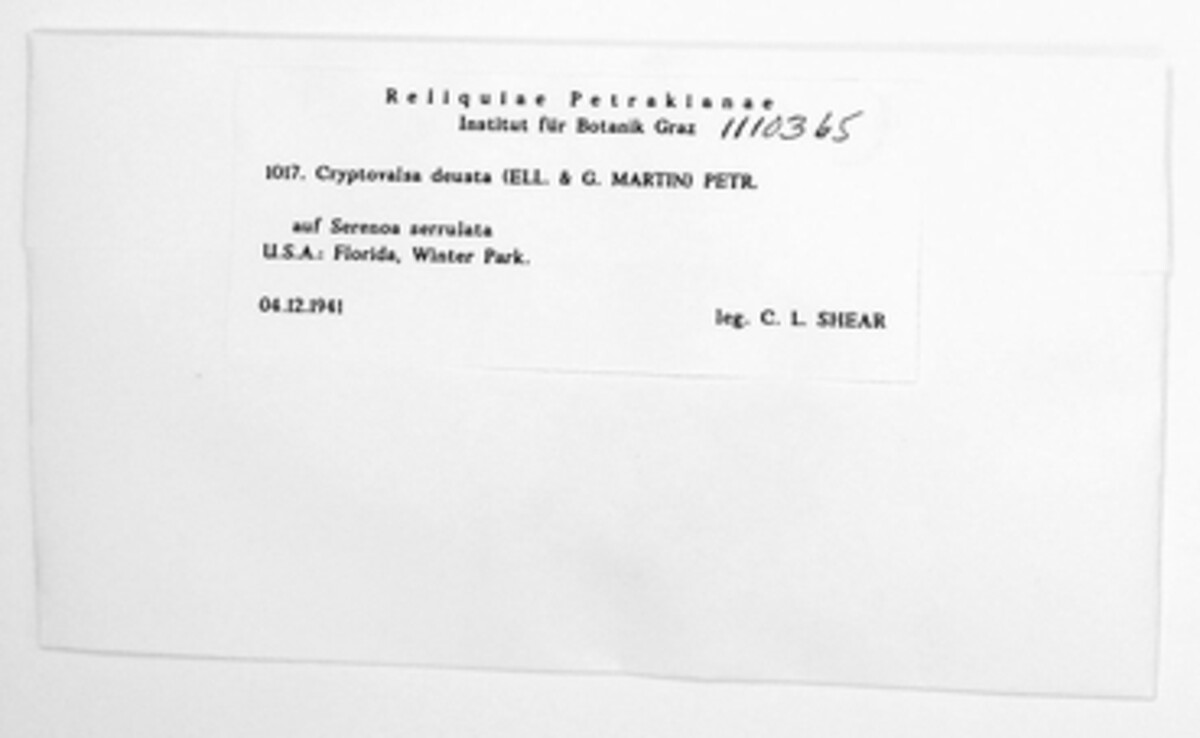 Reliquiae Petrakianae
Institut für Botanik Graz 1110365
1017. Cryptovalsa deusta (ELL. & G. MARTIN) PETR.
auf Serenoa serrulata
U.S.A.: Florida, Winter Park.
04.12.1941
leg. C. L. SHEAR